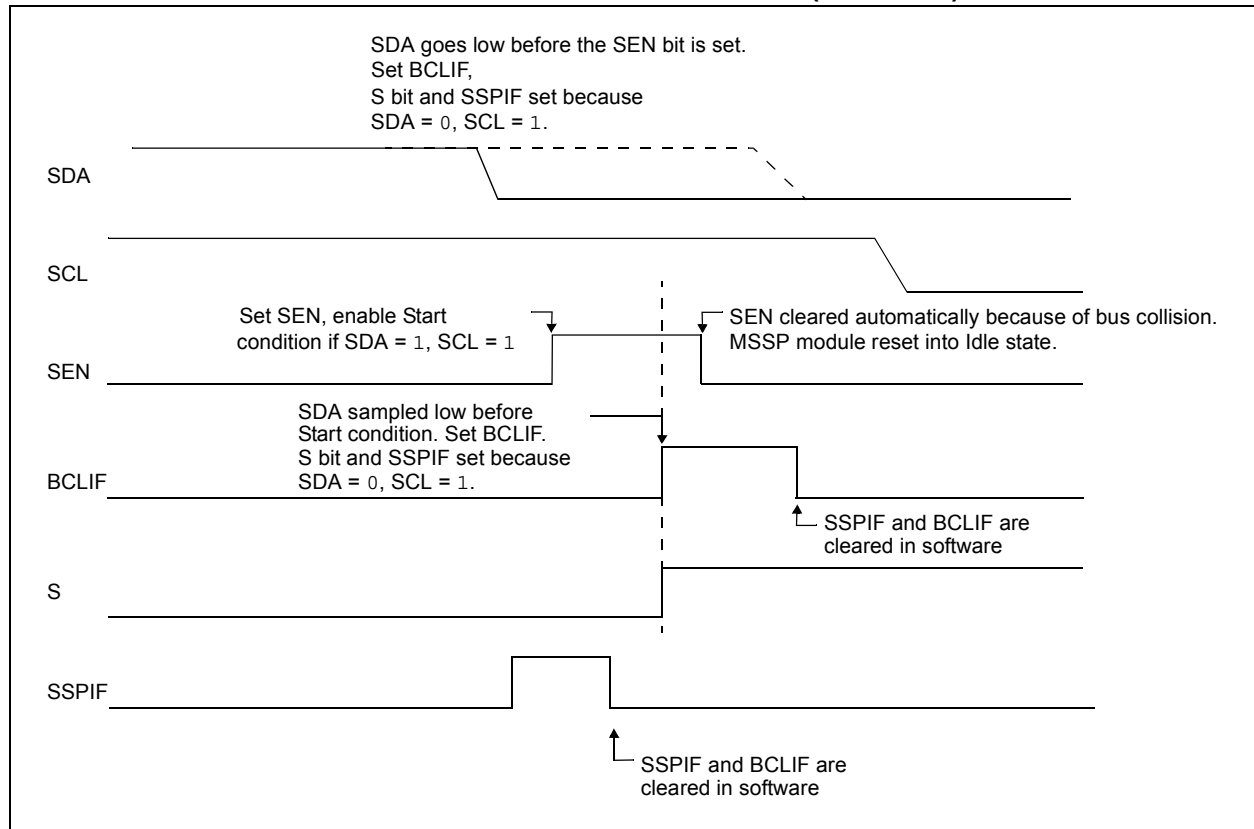 SDA goes low before the SEN bit is set.
Set BCLIF,
S bit and SSPIF set because
SDA = 0, SCL = 1.
SDA
SCL
Set SEN, enable Start
condition if SDA = 1, SCL = 1
SEN cleared automatically because of bus collision.
MSSP module reset into Idle state.
SEN
SDA sampled low before
Start condition. Set BCLIF.
S bit and SSPIF set because
SDA = 0, SCL = 1.
BCLIF
SSPIF and BCLIF are
cleared in software
S
SSPIF
SSPIF and BCLIF are
cleared in software